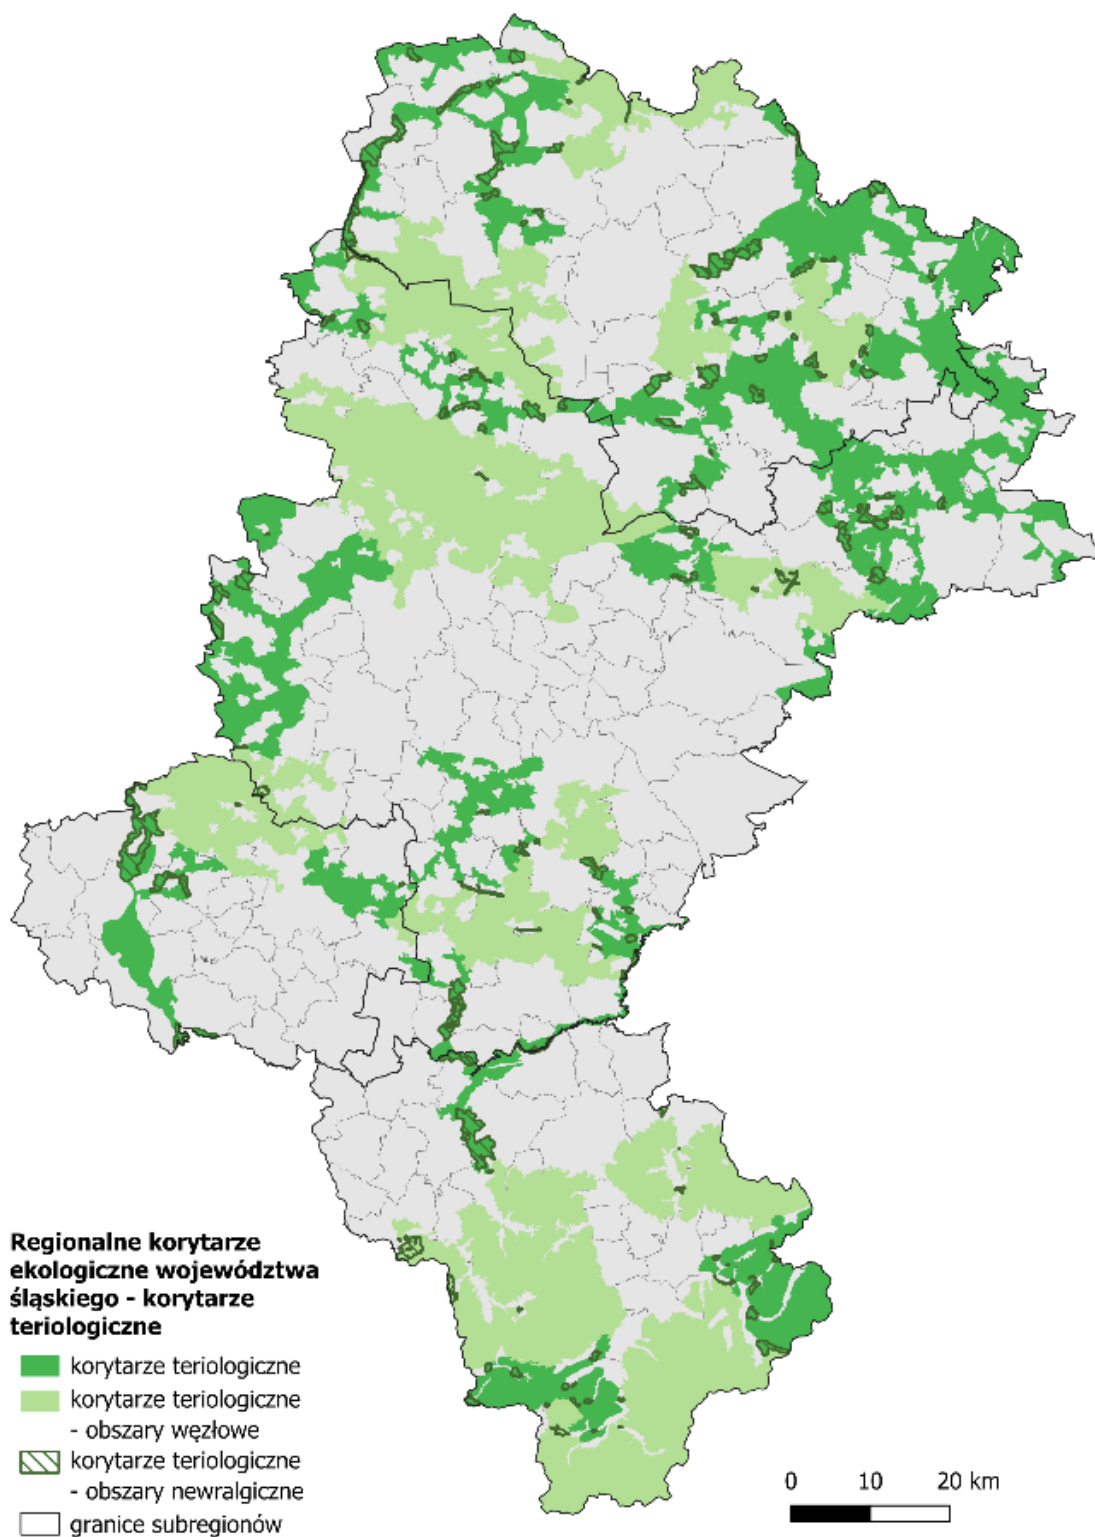 Regionalne korytarze
ekologiczne województwa
śląskiego - korytarze
teriologiczne
korytarze teriologiczne
korytarze teriologiczne
- obszary węzłowe
korytarze teriologiczne
- obszary newralgiczne
granice subregionów
0 10 20 km